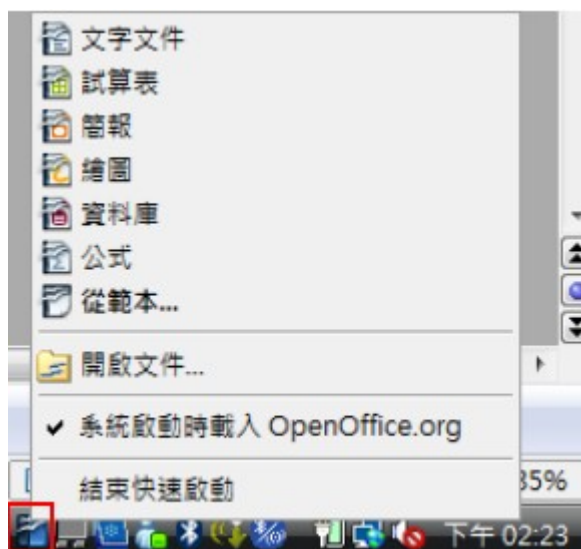 文字文件
試算表
簡報
繪圖
資料庫
公式
從範本...
開啟文件...
系統啟動時載入 OpenOffice.org
結束快速啟動
35%
下午 02:23